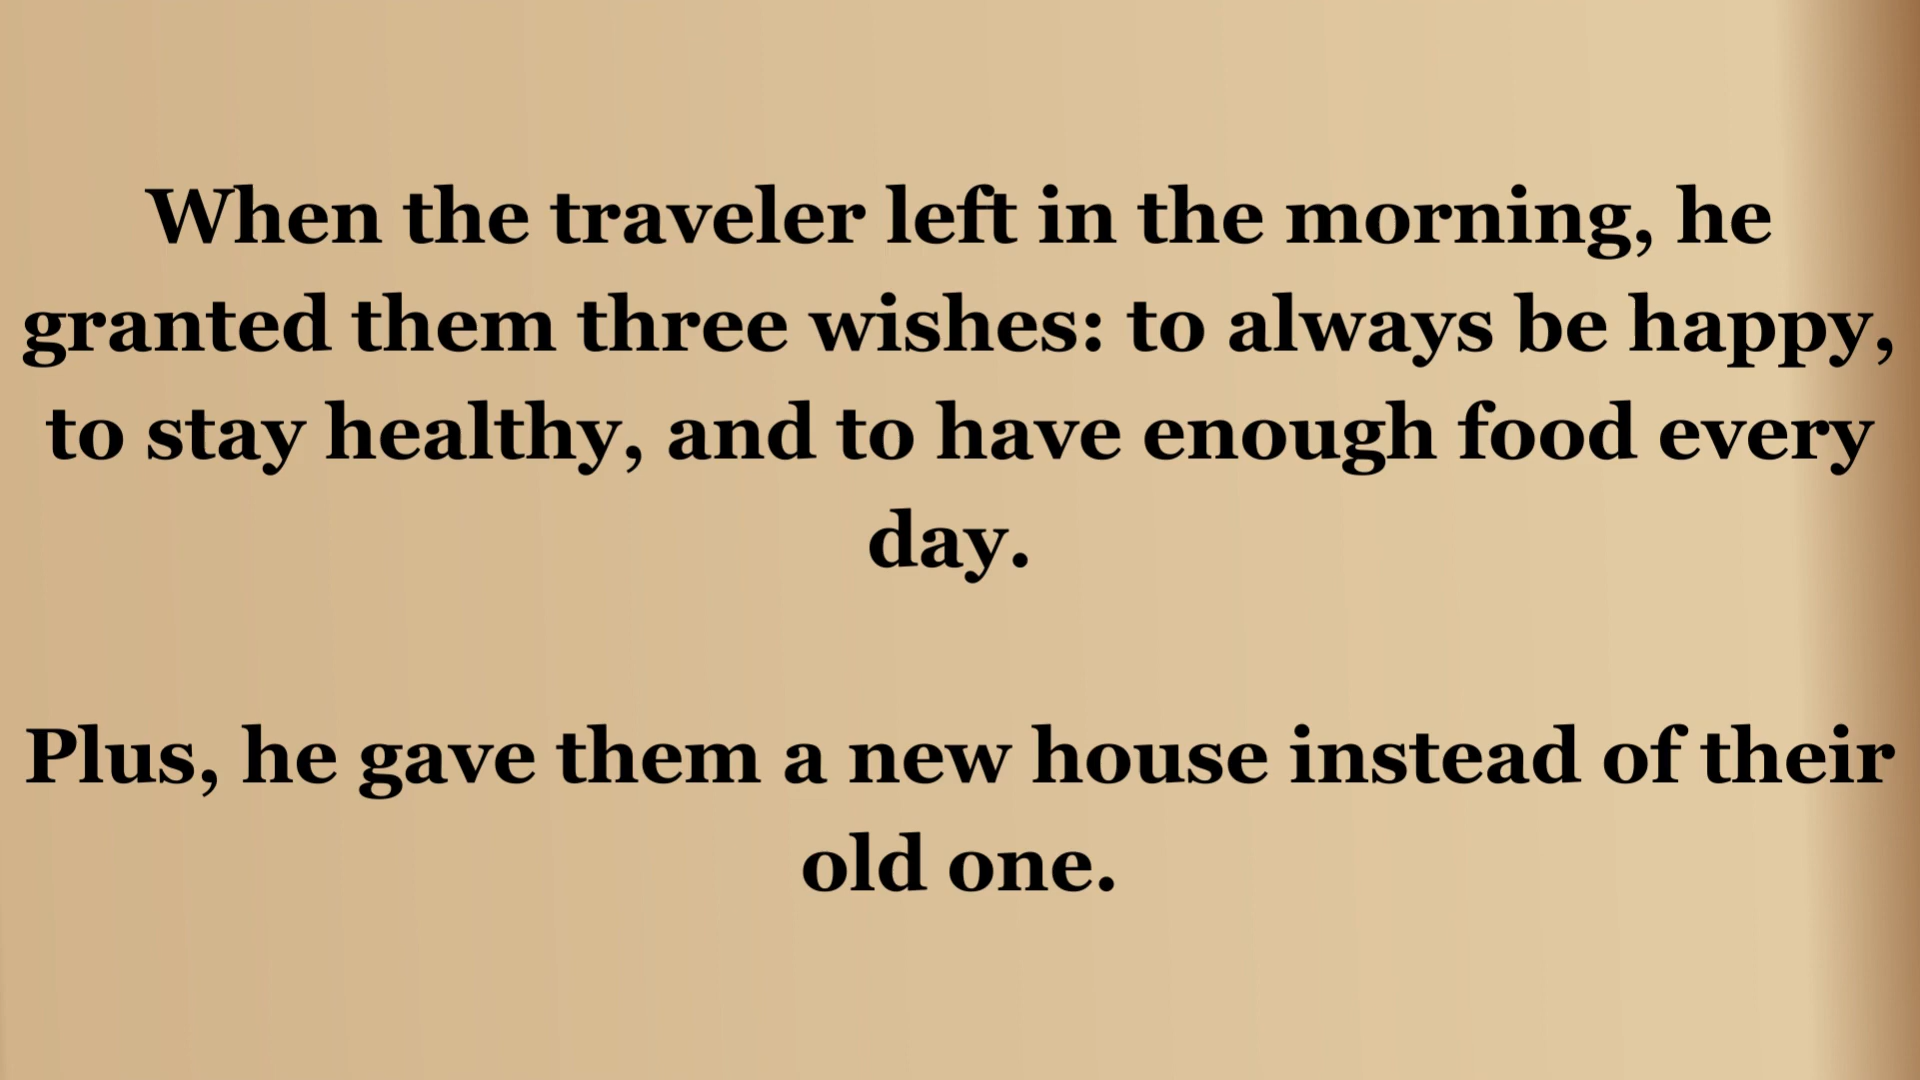 When the traveler left in the morning, he
granted them three wishes: to always be happy,
to stay healthy, and to have enough food every
day.
Plus, he gave them a new house instead of their
old one.